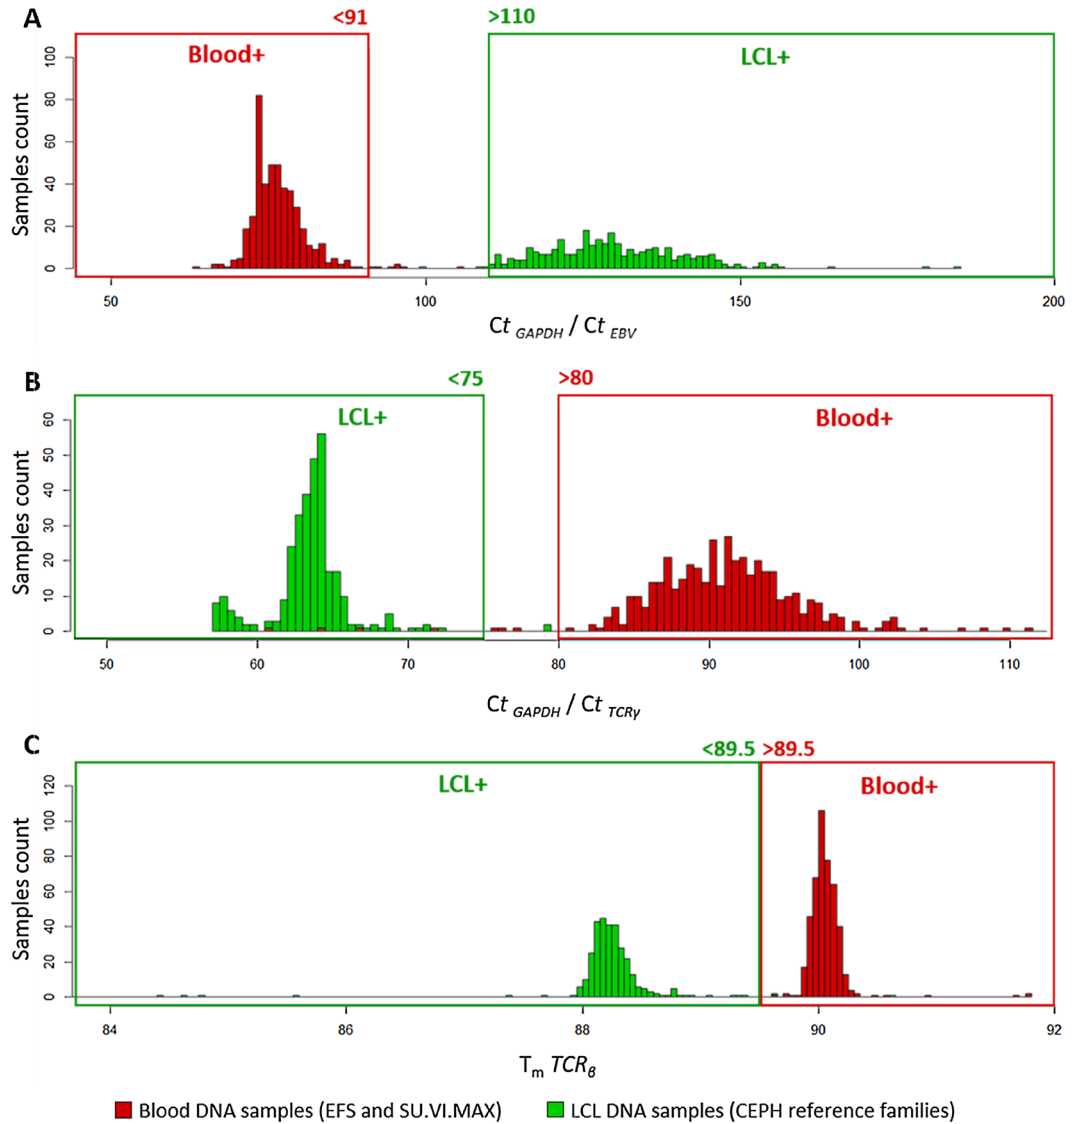 A
<91
>110
Blood+
LCL+
Samples count
0
20
40
60
80
100
50
100
150
200
Ct GAPDH / Ct EBV
B
<75
>80
LCL+
Blood+
Samples count
0
10
20
30
40
50
60
50
60
70
80
90
100
110
Ct GAPDH / Ct TCRγ
C
<89.5
>89.5
LCL+
Blood+
Samples count
0
20
40
60
80
100
120
84
86
88
90
92
Tm TCRβ
Blood DNA samples (EFS and SU.VI.MAX)
LCL DNA samples (CEPH reference families)